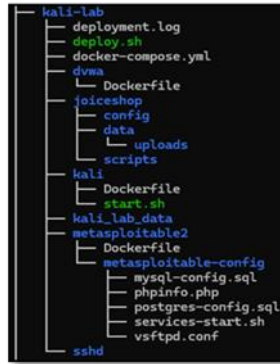 kali-lab
deployment.log
deploy.sh
docker-compose.yml
dvwa
Dockerfile
joiceshop
config
data
uploads
scripts
kali
Dockerfile
start.sh
kali_lab_data
metasploitable2
Dockerfile
metasploitable-config
mysql-config.sql
phpinfo.php
postgres-config.sql
services-start.sh
vsftpd.conf
sshd